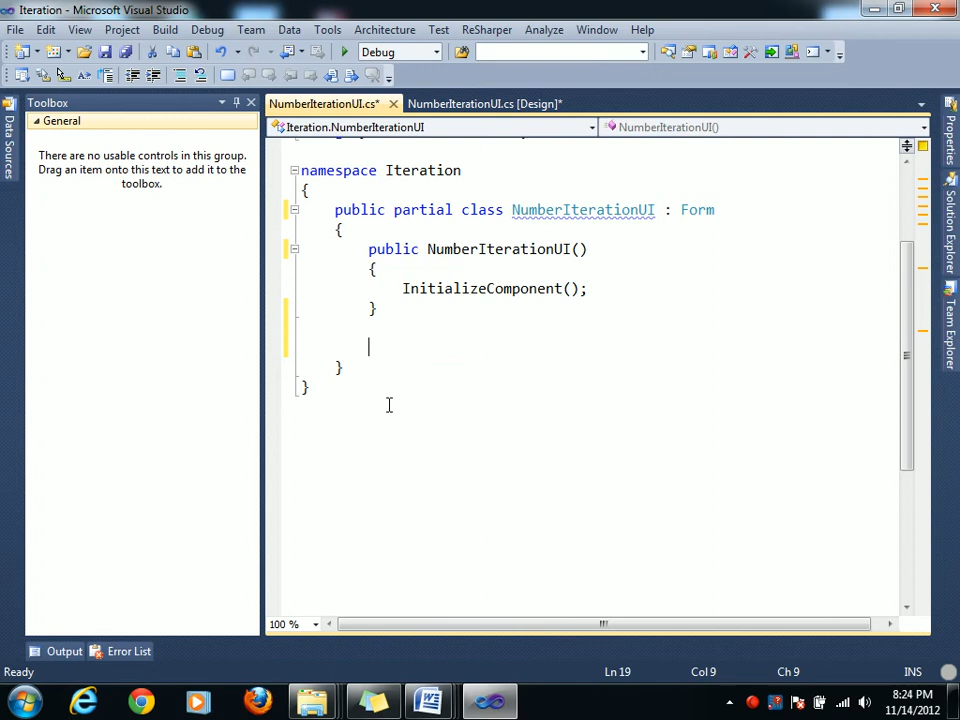 Iteration - Microsoft Visual Studio
File Edit View Project Build Debug Team Data Tools Architecture Test ReSharper Analyze Window Help
Debug
Toolbox
General
There are no usable controls in this group.
Drag an item onto this text to add it to the
toolbox.
Data Sources
NumberIterationUI.cs* NumberIterationUI.cs [Design]*
Iteration.NumberIterationUI NumberIterationUI()
namespace Iteration
{
public partial class NumberIterationUI : Form
{
public NumberIterationUI()
{
InitializeComponent();
}
}
}
Properties
Solution Explorer
Team Explorer
100 %
Output Error List
Ready Ln 19 Col 9 Ch 9 INS
8:24 PM
11/14/2012